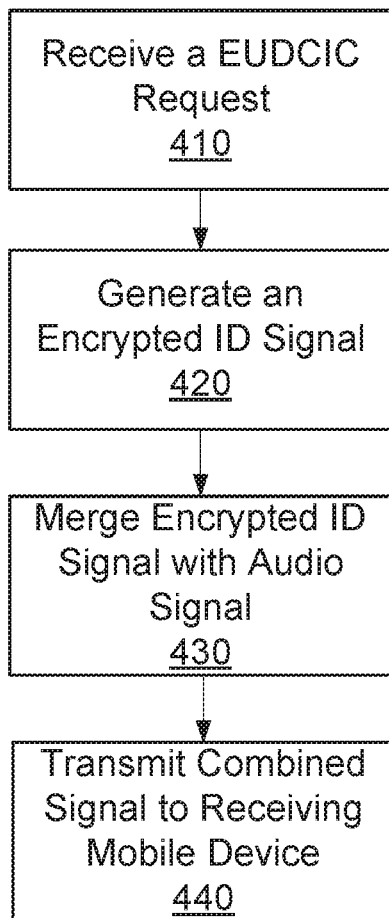 Receive a EUDCIC
Request
410
Generate an
Encrypted ID Signal
420
Merge Encrypted ID
Signal with Audio
Signal
430
Transmit Combined
Signal to Receiving
Mobile Device
440